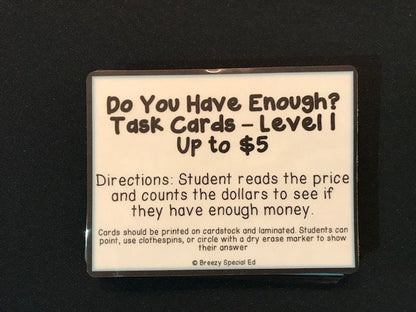 Do You Have Enough?
Task Cards – Level 1
Up to $5
Directions: Student reads the price
and counts the dollars to see if
they have enough money.
Cards should be printed on cardstock and laminated. Students can
point, use clothespins, or circle with a dry erase marker to show
their answer
© Breezy Special Ed